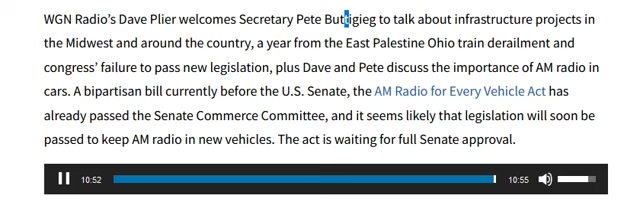 WGN Radio’s Dave Plier welcomes Secretary Pete Buttigieg to talk about infrastructure projects in
the Midwest and around the country, a year from the East Palestine Ohio train derailment and
congress’ failure to pass new legislation, plus Dave and Pete discuss the importance of AM radio in
cars. A bipartisan bill currently before the U.S. Senate, the AM Radio for Every Vehicle Act has
already passed the Senate Commerce Committee, and it seems likely that legislation will soon be
passed to keep AM radio in new vehicles. The act is waiting for full Senate approval.
10:52 10:55